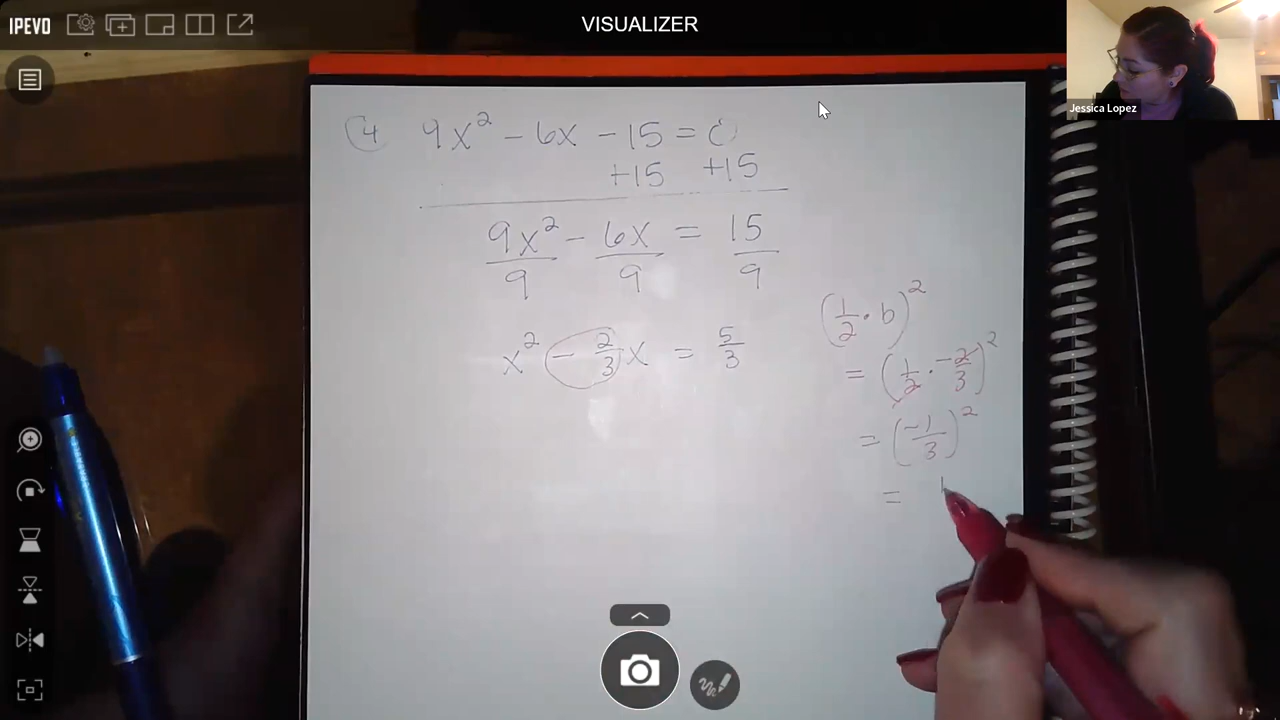 IPEVO
VISUALIZER
Jessica Lopez
4 9x² - 6x - 15 = 0
+15 +15
9x²/9 - 6x/9 = 15/9
x² - 2/3 x = 5/3
(1/2 · b)²
= (1/2 · -2/3)²
= (-1/3)²
= 1